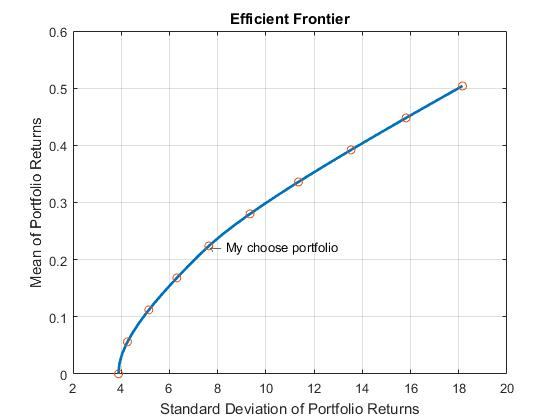 Efficient Frontier
0.6
0.5
0.4
0.3
0.2
0.1
0
Mean of Portfolio Returns
← My choose portfolio
2 4 6 8 10 12 14 16 18 20
Standard Deviation of Portfolio Returns